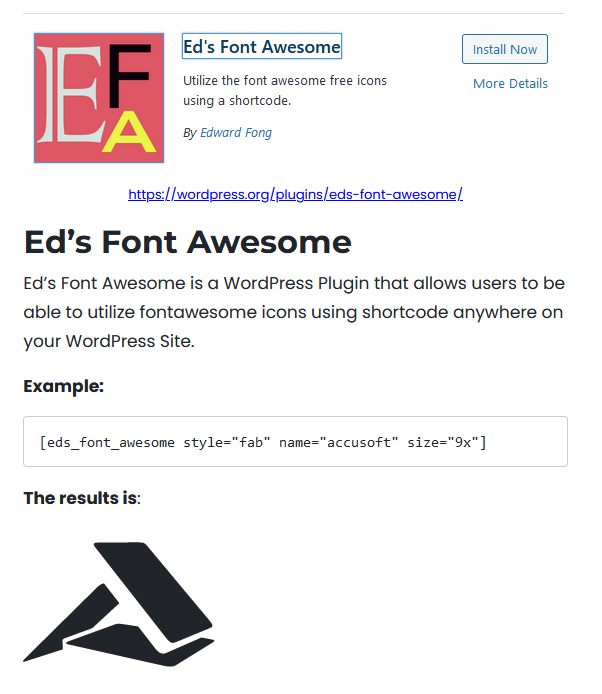 EFA
Ed's Font Awesome
Install Now
Utilize the font awesome free icons
using a shortcode.
More Details
By Edward Fong
https://wordpress.org/plugins/eds-font-awesome/
Ed’s Font Awesome
Ed’s Font Awesome is a WordPress Plugin that allows users to be
able to utilize fontawesome icons using shortcode anywhere on
your WordPress Site.
Example:
[eds_font_awesome style="fab" name="accusoft" size="9x"]
The results is: